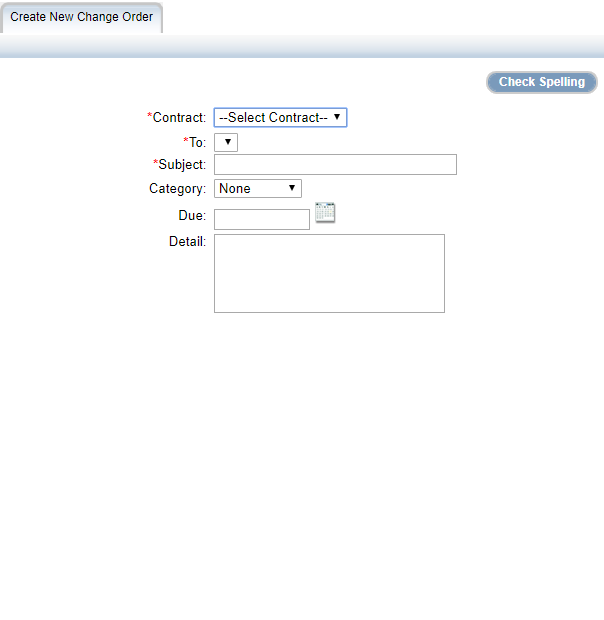 Create New Change Order
Check Spelling
*Contract: --Select Contract--
*To:
*Subject:
Category: None
Due:
Detail: